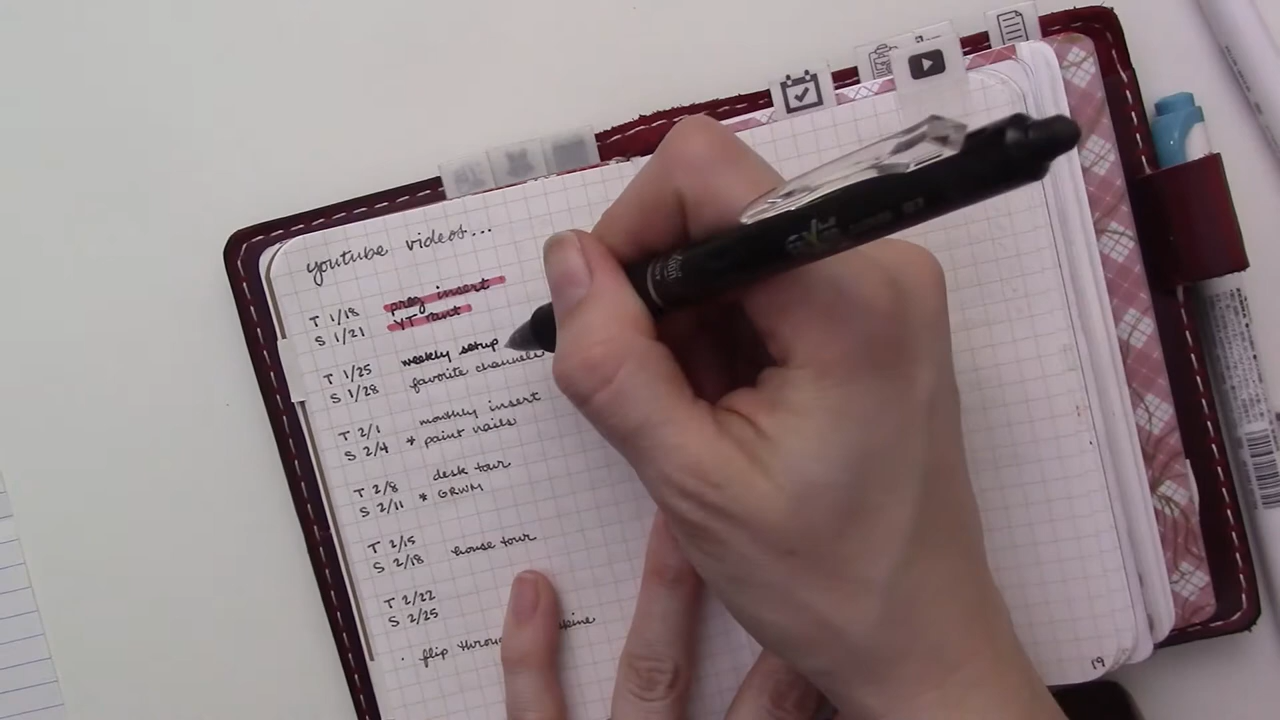 youtube videos...
T 1/18 preg insert
S 1/21 YT rant
T 1/25 weekly setup
S 1/28 favorite channels
T 2/1 monthly insert
S 2/4 * paint nails
T 2/8 desk tour
S 2/11 * GRWM
T 2/15
S 2/18 house tour
T 2/22
S 2/25
· flip
19